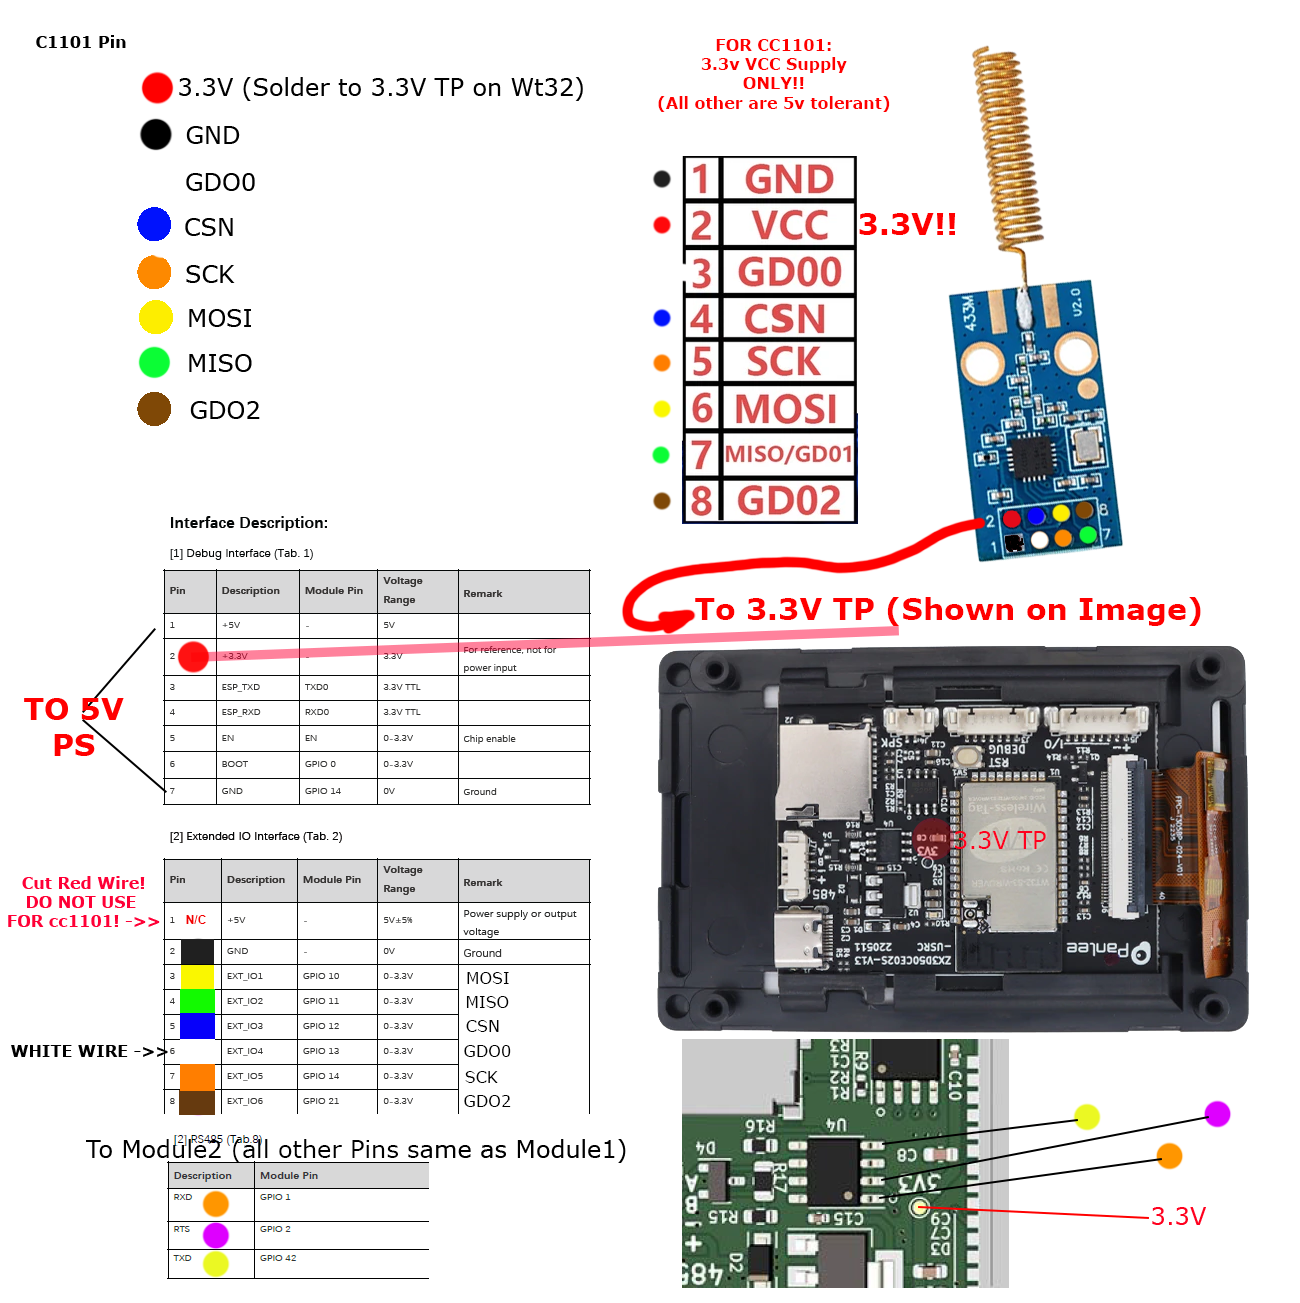 C1101 Pin
3.3V (Solder to 3.3V TP on Wt32)
GND
GDO0
CSN
SCK
MOSI
MISO
GDO2
FOR CC1101:
3.3v VCC Supply
ONLY!!
(All other are 5v tolerant)
1 GND
2 VCC 3.3V!!
3 GD00
4 CSN
5 SCK
6 MOSI
7 MISO/GD01
8 GD02
433M
V2.0
2 8
1 7
To 3.3V TP (Shown on Image)
Interface Description:
[1] Debug Interface (Tab. 1)
Pin Description Module Pin Voltage Range Remark
1 +5V - 5V
2 +3.3V - 3.3V For reference, not for power input
3 ESP_TXD TXD0 3.3V TTL
4 ESP_RXD RXD0 3.3V TTL
5 EN EN 0~3.3V Chip enable
6 BOOT GPIO 0 0~3.3V
7 GND GPIO 14 0V Ground
TO 5V
PS
[2] Extended IO Interface (Tab. 2)
Pin Description Module Pin Voltage Range Remark
1 N/C +5V - 5V±5% Power supply or output voltage
2 GND - 0V Ground
3 EXT_IO1 GPIO 10 0~3.3V MOSI
4 EXT_IO2 GPIO 11 0~3.3V MISO
5 EXT_IO3 GPIO 12 0~3.3V CSN
6 EXT_IO4 GPIO 13 0~3.3V GDO0
7 EXT_IO5 GPIO 14 0~3.3V SCK
8 EXT_IO6 GPIO 21 0~3.3V GDO2
Cut Red Wire!
DO NOT USE
FOR cc1101! ->>
WHITE WIRE ->>
[2] RS485 (Tab.8)
To Module2 (all other Pins same as Module1)
Description Module Pin
RXD GPIO 1
RTS GPIO 2
TXD GPIO 42
J2
SPK
DEBUG
I/O
RST
U1
Wireless-Tag
3.3V TP
3V3
U4
485
FPC-T3058P-024-V01
ZX3D50CE02S-V13
-USRC
220511
PanLee
R9
C10
U4
R16
D4
C8
R17
3V3
A
B
R15
C15
C9
C7
D3
D2
485
3.3V